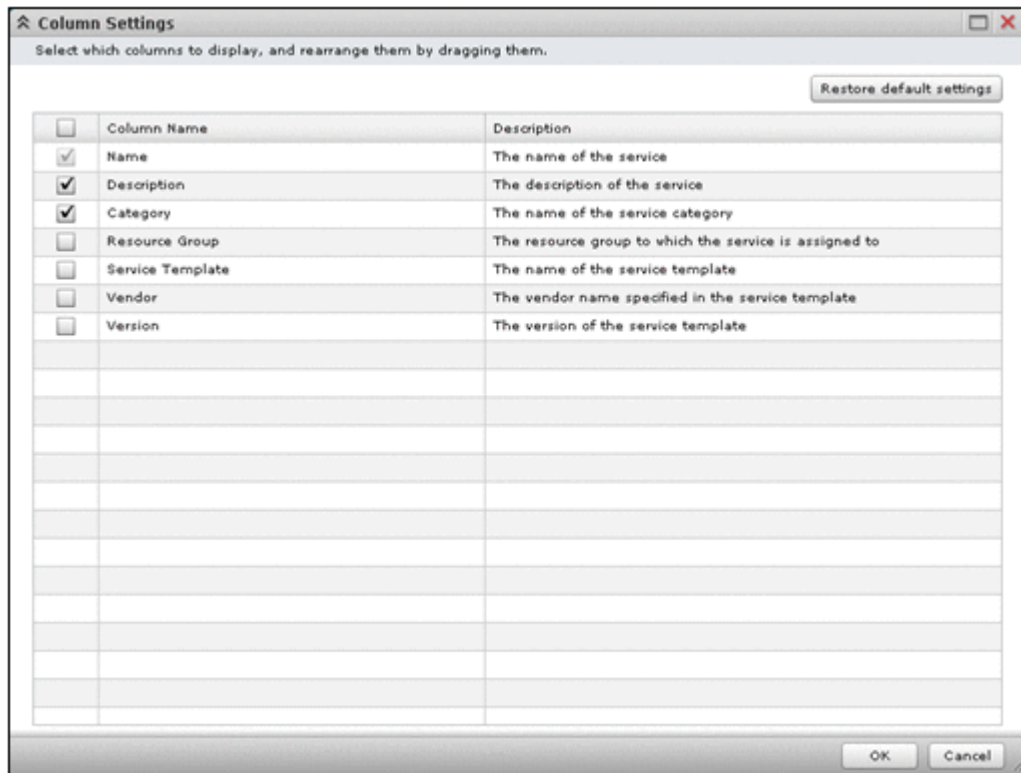 Column Settings
Select which columns to display, and rearrange them by dragging them.
Restore default settings
Column Name Description
Name The name of the service
Description The description of the service
Category The name of the service category
Resource Group The resource group to which the service is assigned to
Service Template The name of the service template
Vendor The vendor name specified in the service template
Version The version of the service template
OK Cancel